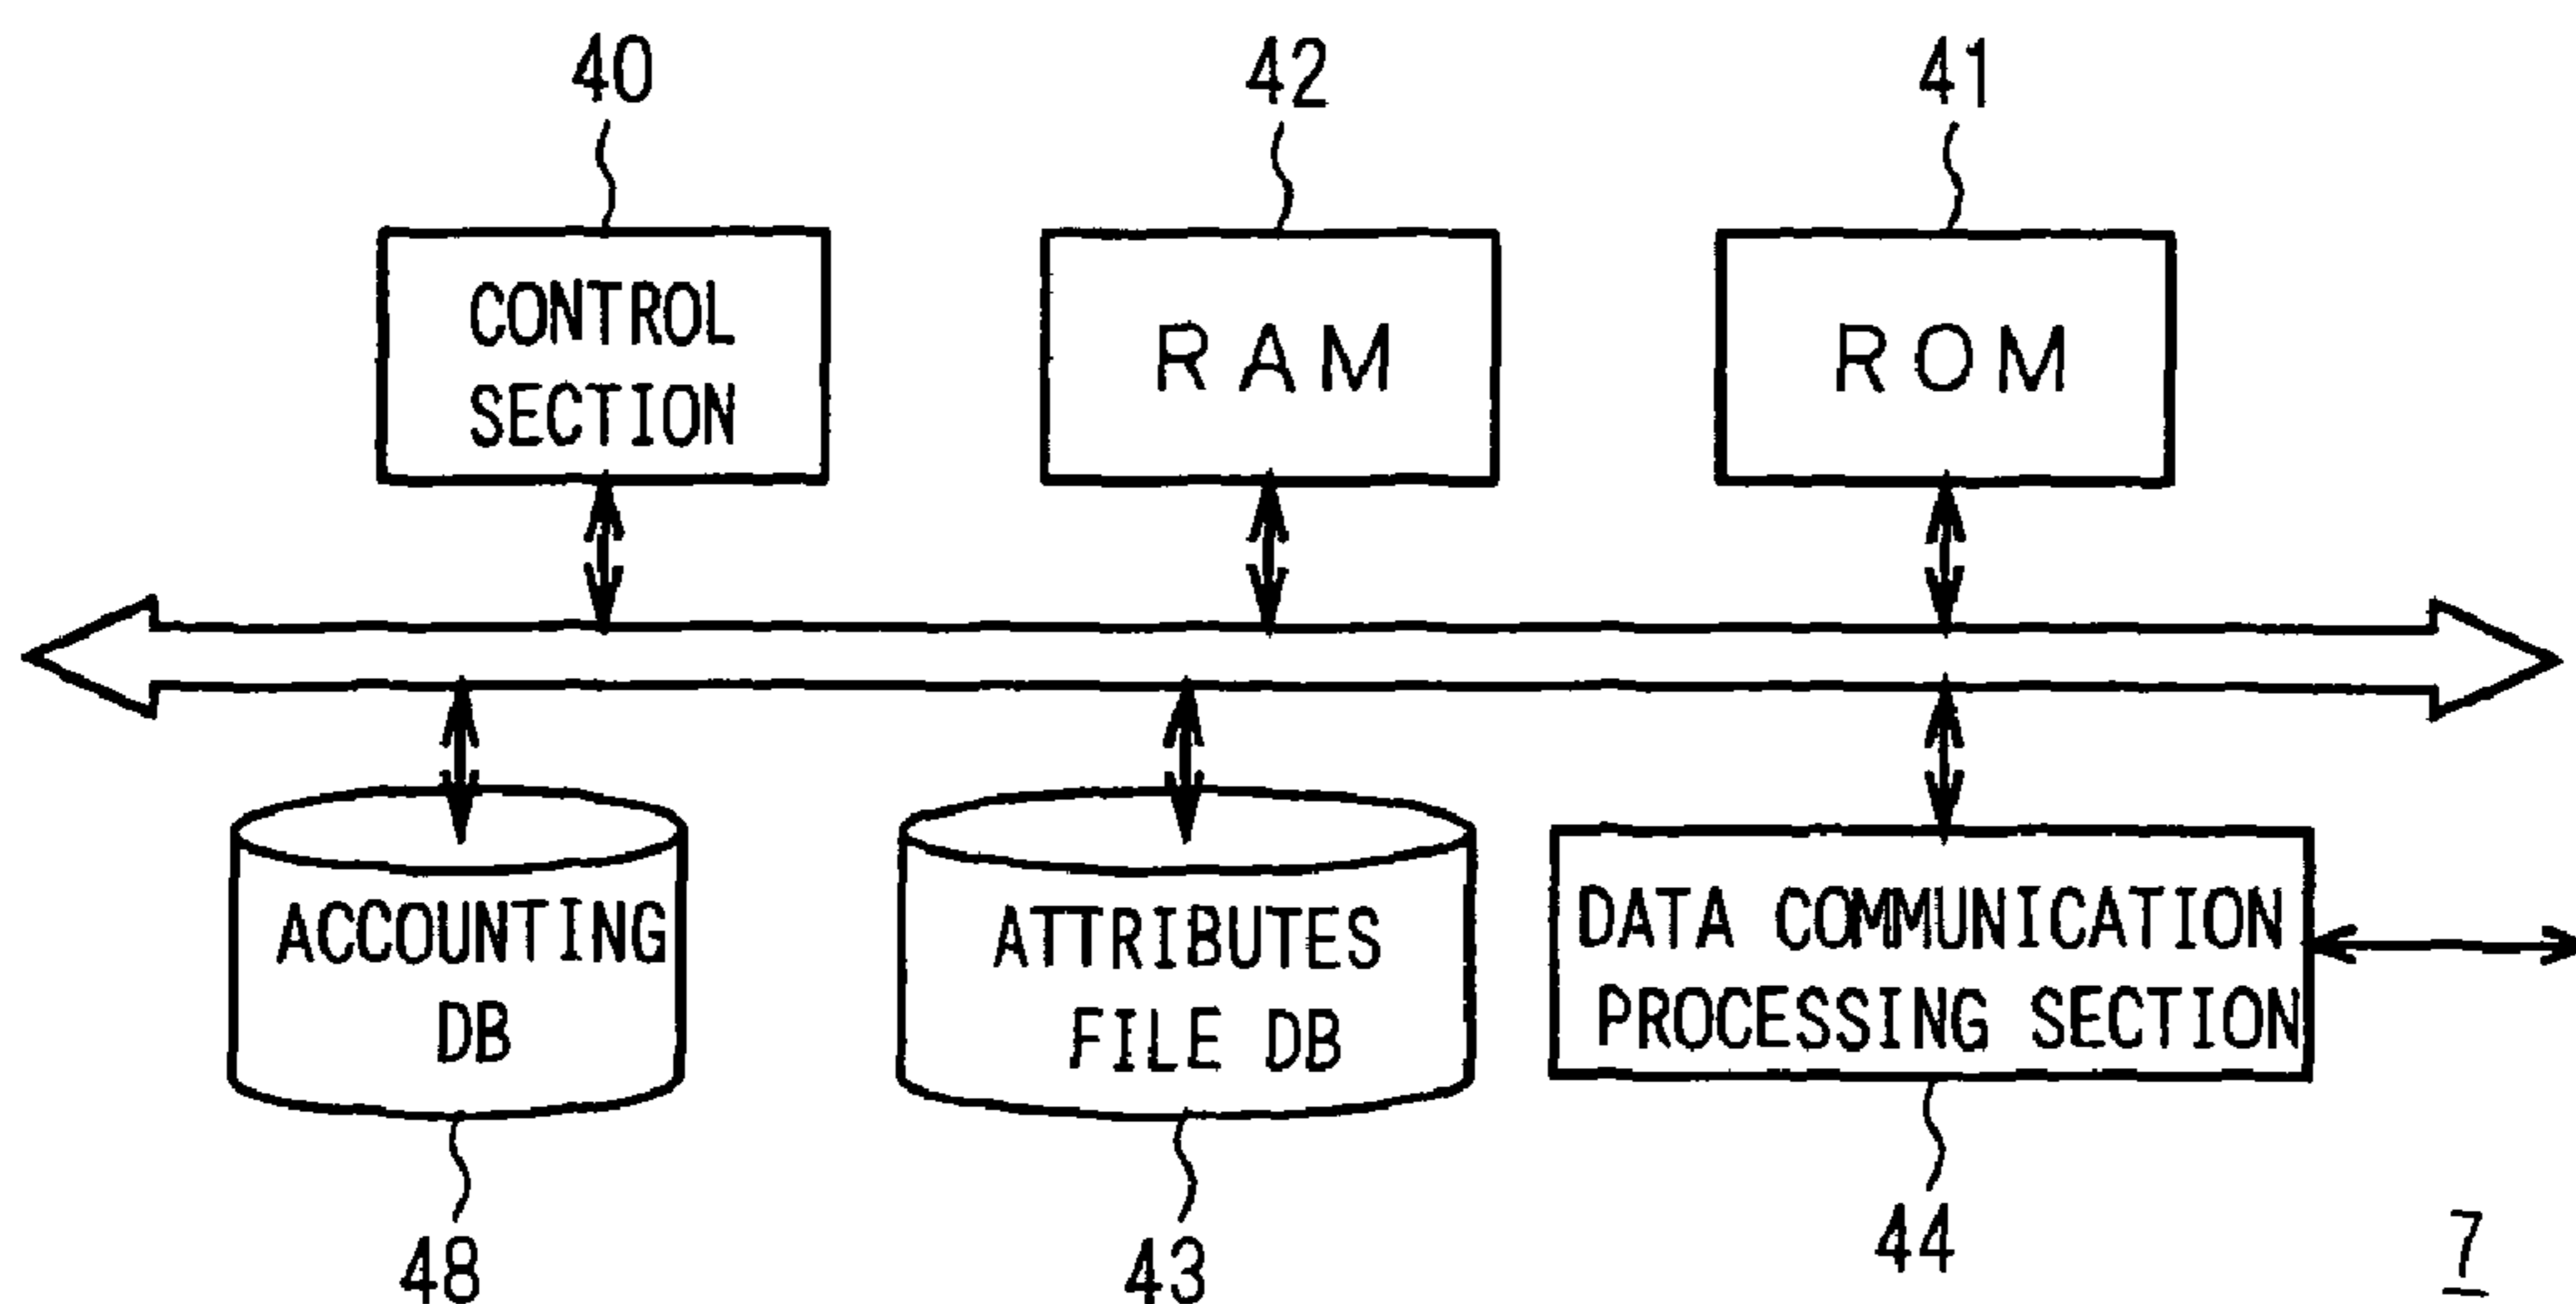 40
42
41
CONTROL
SECTION
RAM
ROM
ACCOUNTING
DB
ATTRIBUTES
FILE DB
DATA COMMUNICATION
PROCESSING SECTION
48
43
44
7